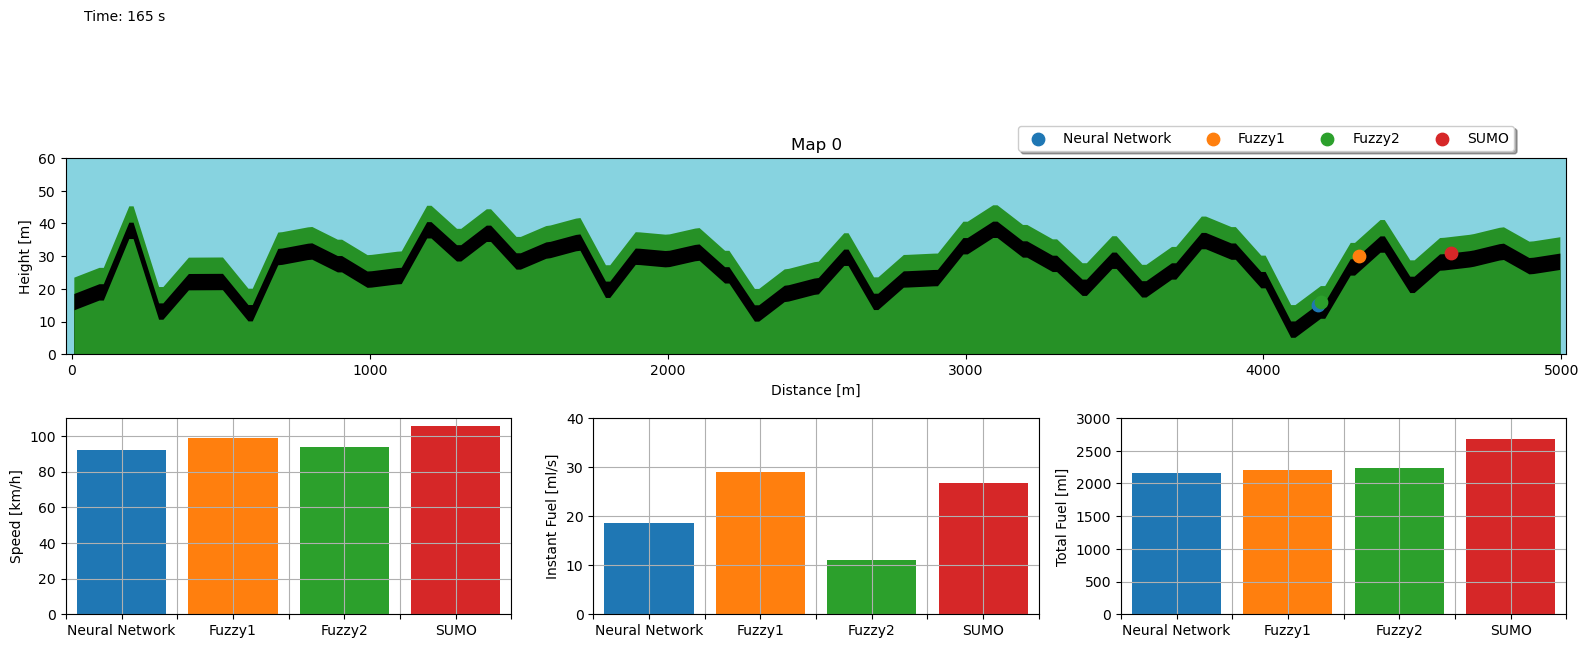 Time: 165 s
Neural Network Fuzzy1 Fuzzy2 SUMO
Map 0
Height [m]
60
50
40
30
20
10
0
0 1000 2000 3000 4000 5000
Distance [m]
Speed [km/h]
100
80
60
40
20
0
Neural Network Fuzzy1 Fuzzy2 SUMO
Instant Fuel [ml/s]
40
30
20
10
0
Neural Network Fuzzy1 Fuzzy2 SUMO
Total Fuel [ml]
3000
2500
2000
1500
1000
500
0
Neural Network Fuzzy1 Fuzzy2 SUMO